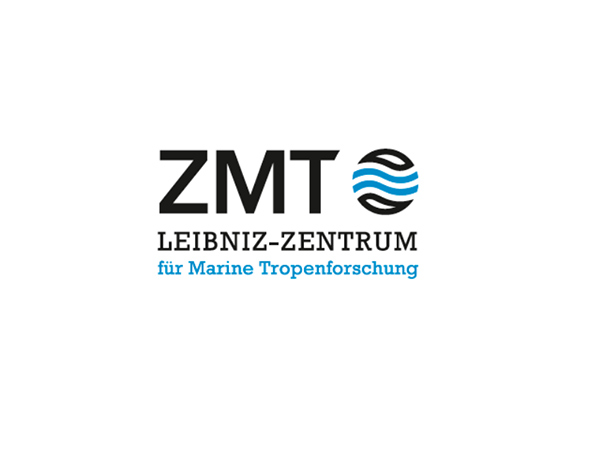 ZMT
LEIBNIZ-ZENTRUM
für Marine Tropenforschung